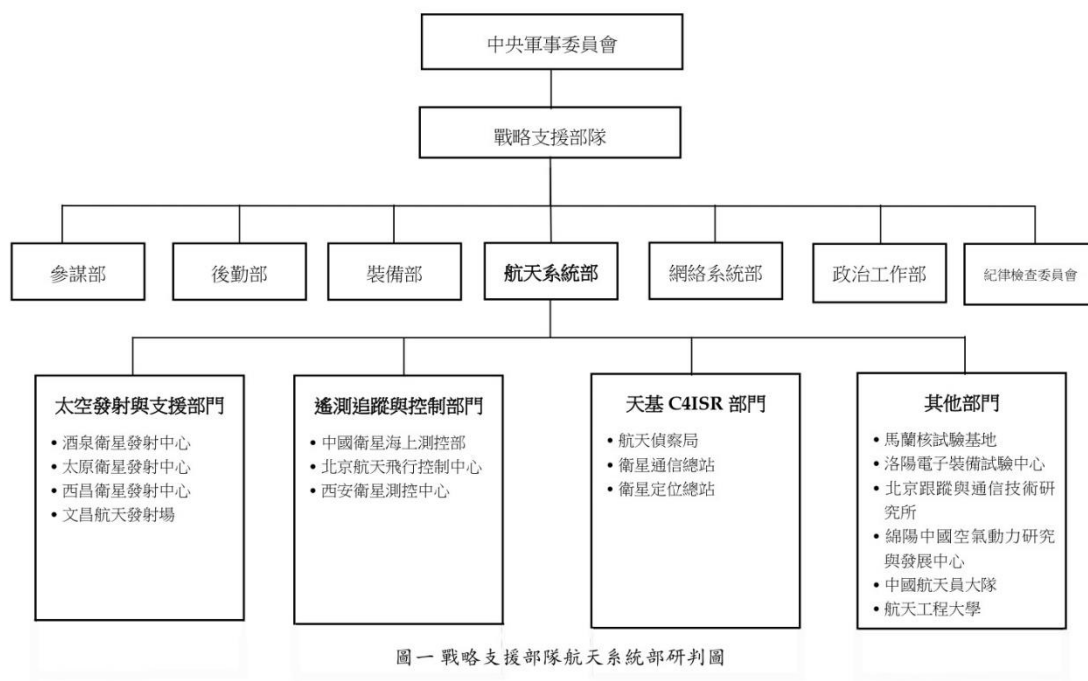 中央軍事委員會
戰略支援部隊
參謀部
後勤部
裝備部
航天系統部
網絡系統部
政治工作部
紀律檢查委員會
太空發射與支援部門
• 酒泉衛星發射中心
• 太原衛星發射中心
• 西昌衛星發射中心
• 文昌航天發射場
遙測追蹤與控制部門
• 中國衛星海上測控部
• 北京航天飛行控制中心
• 西安衛星測控中心
天基 C4ISR 部門
• 航天偵察局
• 衛星通信總站
• 衛星定位總站
其他部門
• 馬蘭核試驗基地
• 洛陽電子裝備試驗中心
• 北京跟蹤與通信技術研
究所
• 綿陽中國空氣動力研究
與發展中心
• 中國航天員大隊
• 航天工程大學
圖一 戰略支援部隊航天系統部研判圖